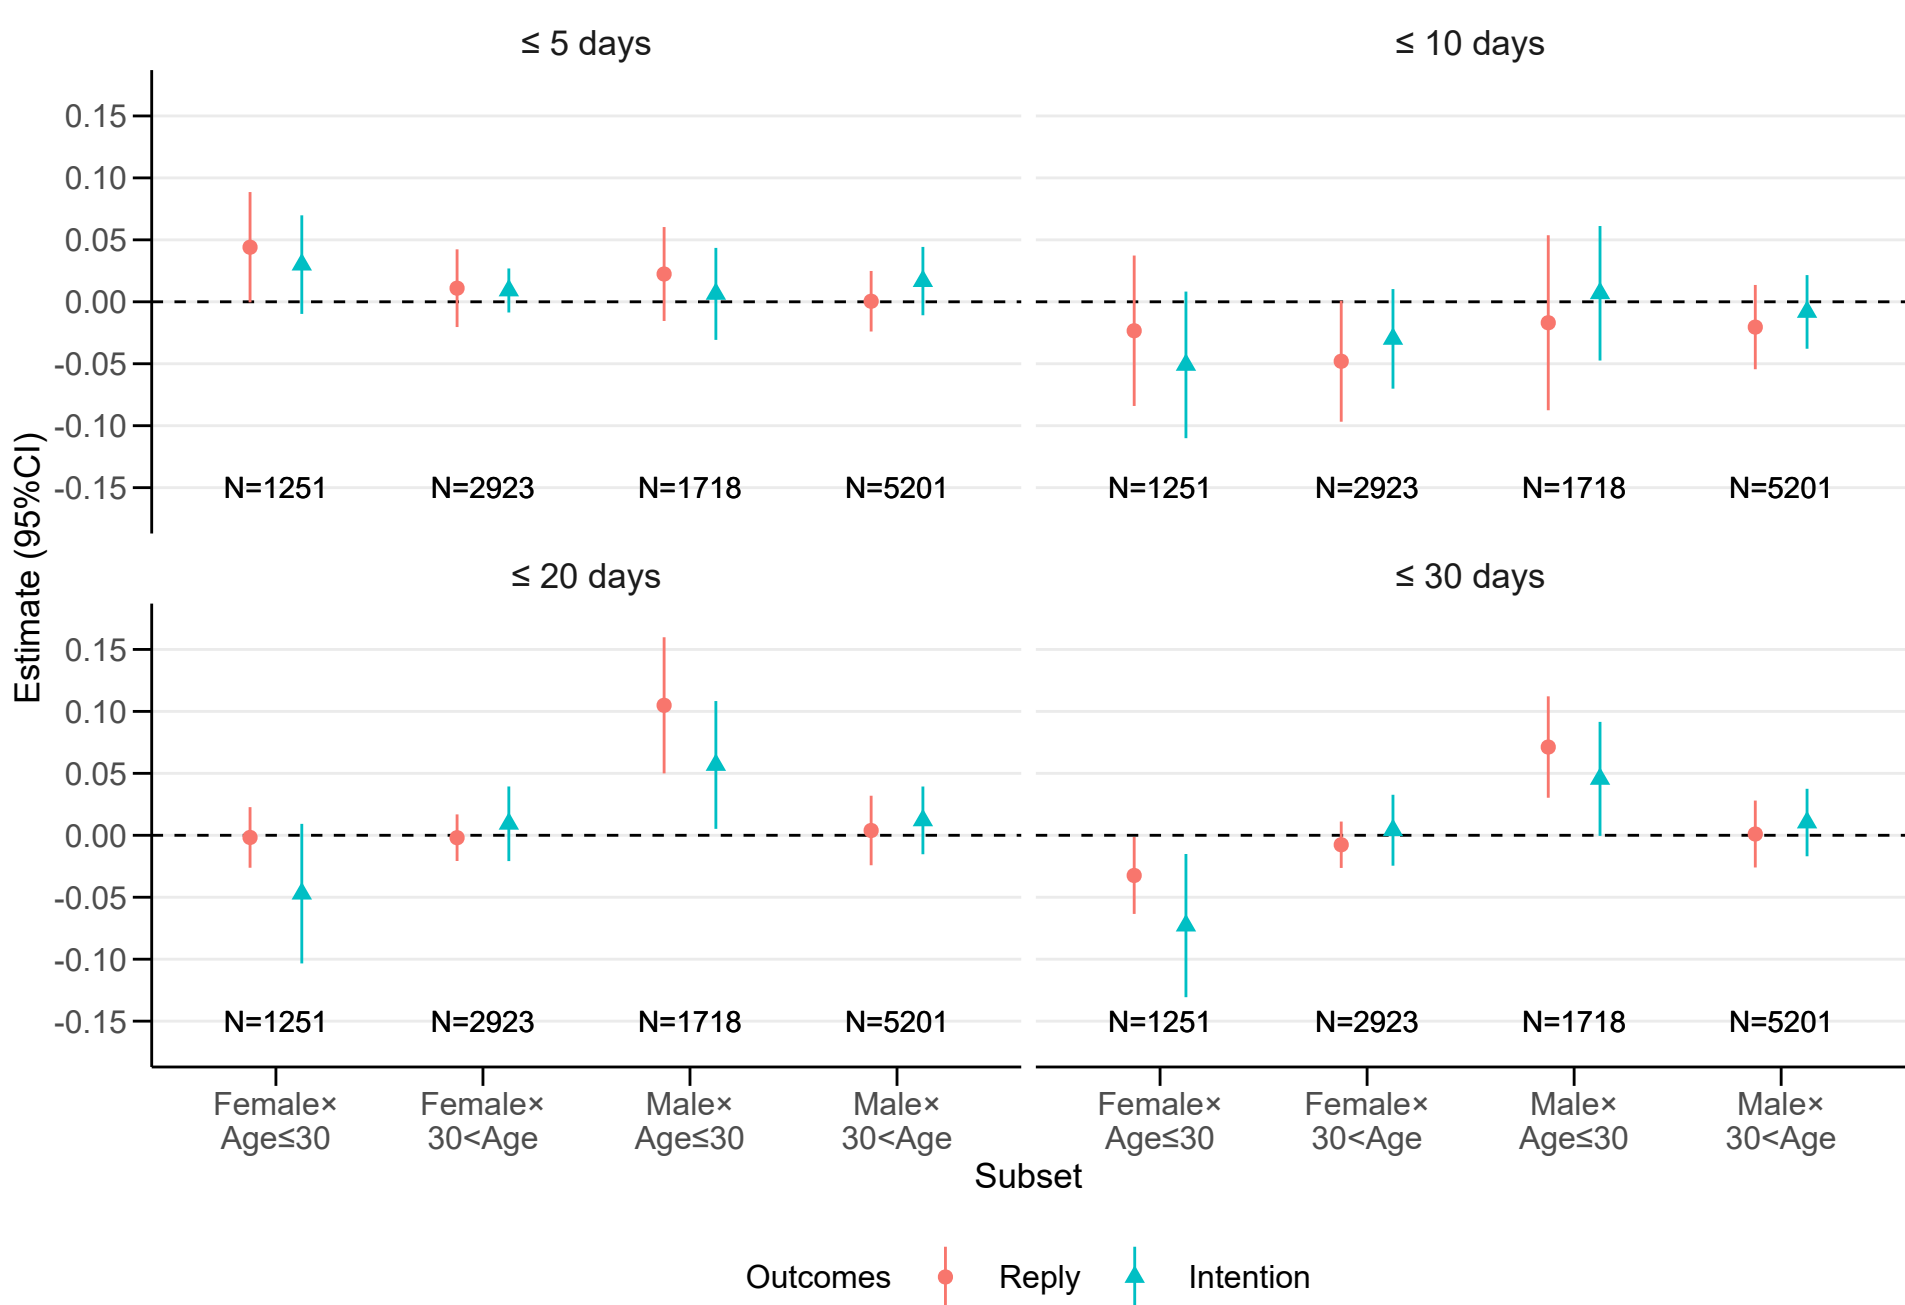 ≤ 5 days
≤ 10 days
0.15
0.10
0.05
0.00
-0.05
-0.10
-0.15
N=1251 N=2923 N=1718 N=5201
N=1251 N=2923 N=1718 N=5201
Estimate (95%CI)
≤ 20 days
≤ 30 days
0.15
0.10
0.05
0.00
-0.05
-0.10
-0.15
N=1251 N=2923 N=1718 N=5201
N=1251 N=2923 N=1718 N=5201
Female× Female× Male× Male×
Age≤30 30<Age Age≤30 30<Age
Female× Female× Male× Male×
Age≤30 30<Age Age≤30 30<Age
Subset
Outcomes Reply Intention